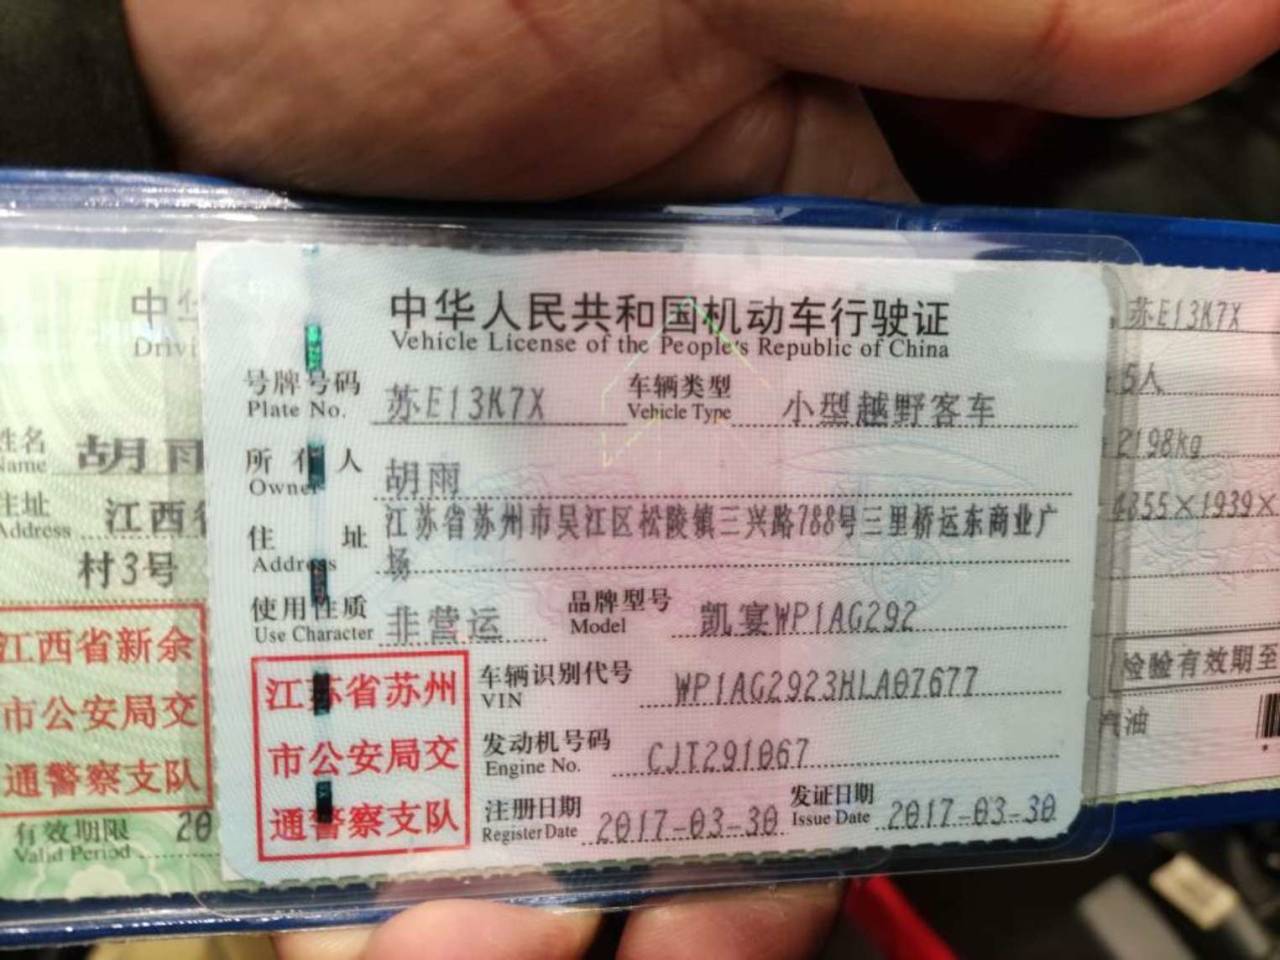 中华人民共和国机动车行驶证
Vehicle License of the People's Republic of China
号牌号码 苏E13K7X 车辆类型 小型越野客车
Plate No. Vehicle Type
所有人 胡雨
Owner
住址 江苏省苏州市吴江区松陵镇三兴路788号三里桥运东商业广
Address 场
使用性质 非营运 品牌型号 凯宴WP1AG292
Use Character Model
江苏省苏州
市公安局交
通警察支队
车辆识别代号 WP1AG2923HLA07677
VIN
发动机号码 CJT291067
Engine No.
注册日期 2017-03-30 发证日期 2017-03-30
Register Date Issue Date
中华
Drivi
姓名 胡雨
Name
住址 江西省
Address
村3号
江西省新余
市公安局交
通警察支队
有效期限 20
Valid Period
苏E13K7X
5人
2198kg
4855×1939×
检验有效期至
汽油